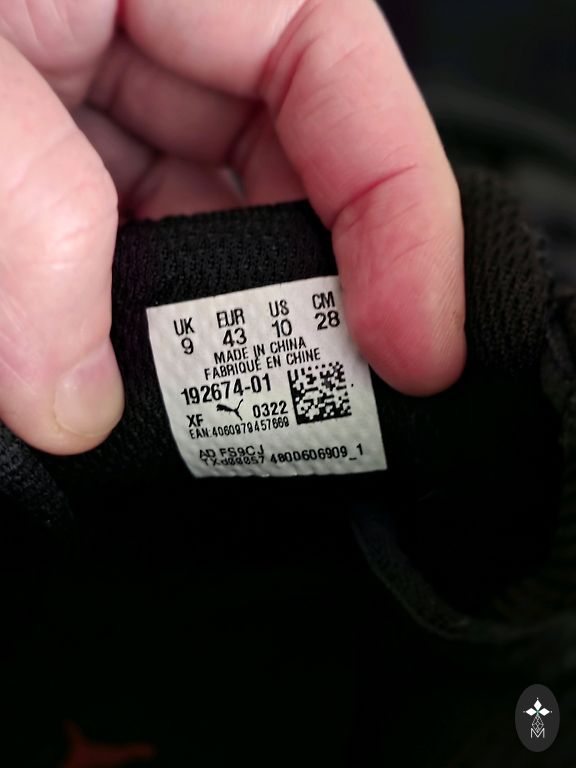 UK EUR US CM
9 43 10 28
MADE IN CHINA
FABRIQUÉ EN CHINE
192674-01
XF 0322
EAN:4060979457669
AD FS9CJ
4800606909_1